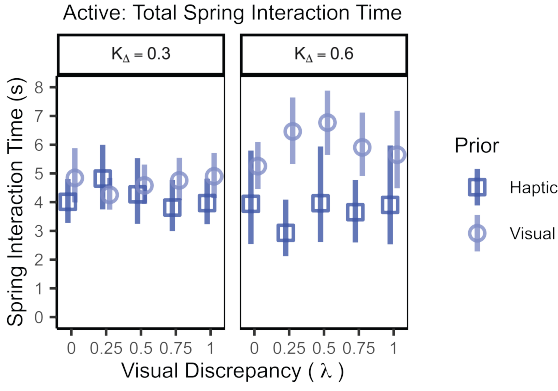 Active: Total Spring Interaction Time
K_Δ = 0.3
K_Δ = 0.6
Spring Interaction Time (s)
8
7
6
5
4
3
2
1
0
0 0.25 0.5 0.75 1
0 0.25 0.5 0.75 1
Visual Discrepancy ( λ )
Prior
Haptic
Visual